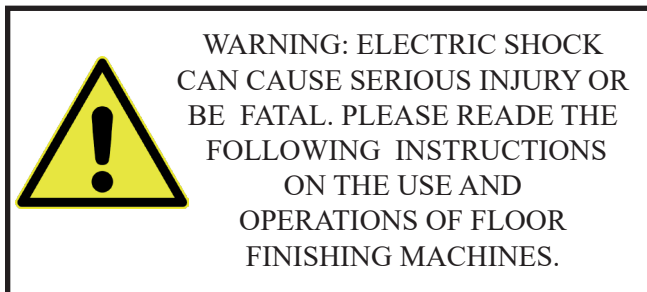 WARNING: ELECTRIC SHOCK
CAN CAUSE SERIOUS INJURY OR
BE FATAL. PLEASE READE THE
FOLLOWING INSTRUCTIONS
ON THE USE AND
OPERATIONS OF FLOOR
FINISHING MACHINES.